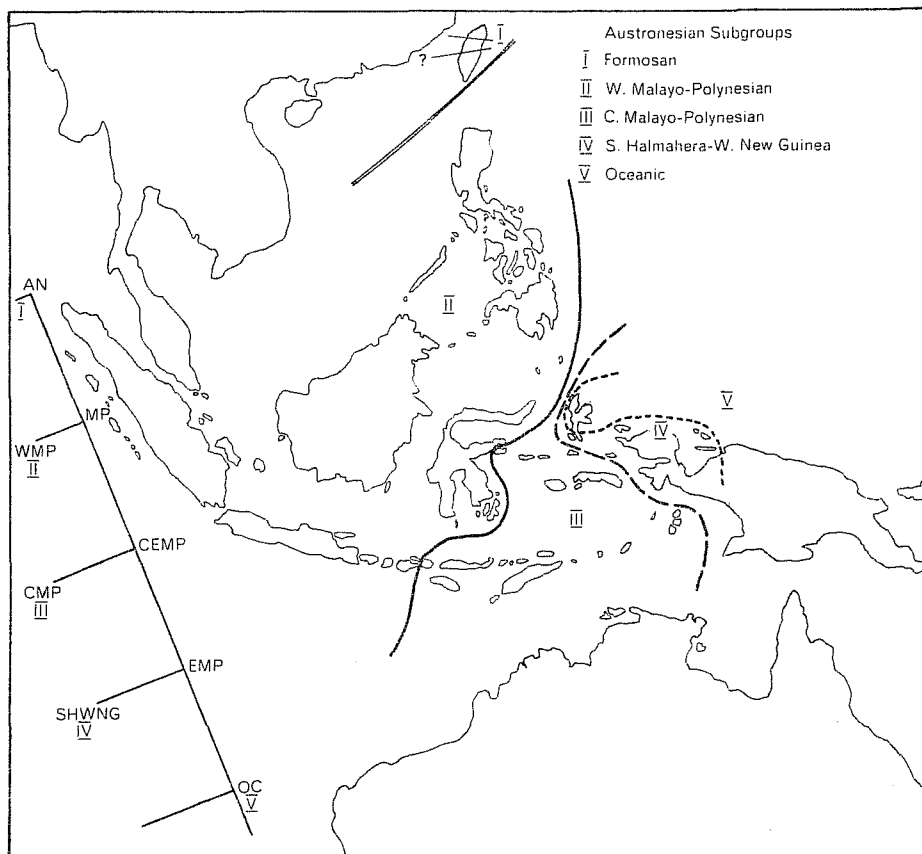 Austronesian Subgroups
I Formosan
II W. Malayo-Polynesian
III C. Malayo-Polynesian
IV S. Halmahera-W. New Guinea
V Oceanic
I
?
II
III
IV
V
AN
I
MP
WMP
II
CEMP
CMP
III
EMP
SHWNG
IV
OC
V